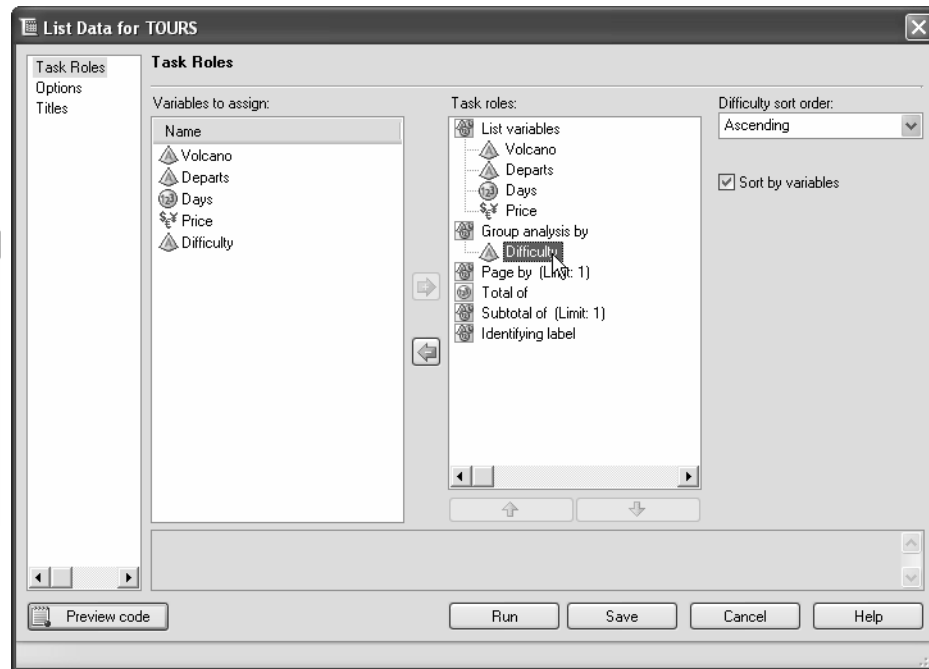 List Data for TOURS
Task Roles
Options
Titles
Task Roles
Variables to assign:
Name
Volcano
Departs
Days
Price
Difficulty
Task roles:
List variables
Volcano
Departs
Days
Price
Group analysis by
Difficulty
Page by (Limit: 1)
Total of
Subtotal of (Limit: 1)
Identifying label
Difficulty sort order:
Ascending
Sort by variables
Preview code
Run
Save
Cancel
Help